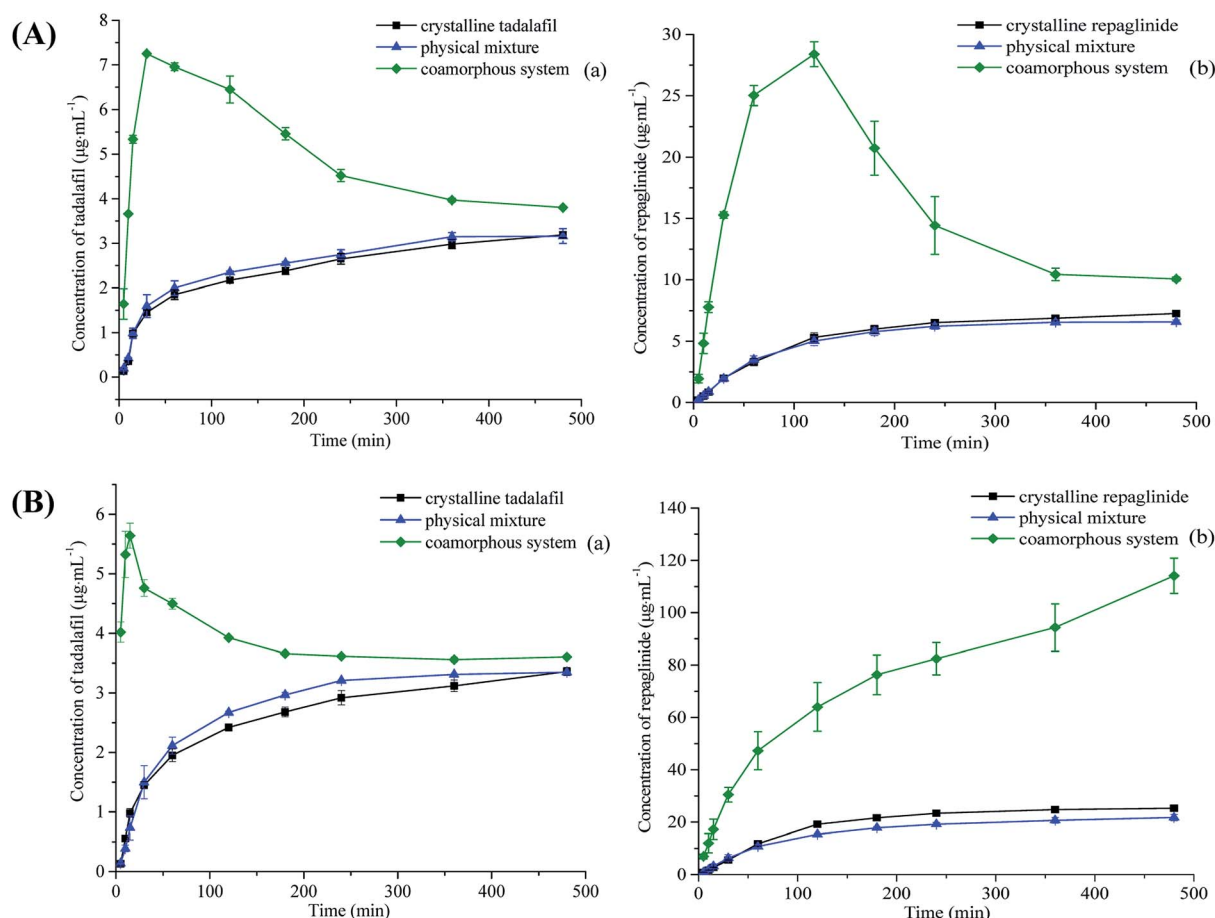 (A)
8
7
6
5
4
3
2
1
0
0 100 200 300 400 500
Time (min)
Concentration of tadalafil (μg·mL⁻¹)
crystalline tadalafil
physical mixture
coamorphous system
(a)
30
25
20
15
10
5
0
0 100 200 300 400 500
Time (min)
Concentration of repaglinide (μg·mL⁻¹)
crystalline repaglinide
physical mixture
coamorphous system
(b)
(B)
6
5
4
3
2
1
0
0 100 200 300 400 500
Time (min)
Concentration of tadalafil (μg·mL⁻¹)
crystalline tadalafil
physical mixture
coamorphous system
(a)
140
120
100
80
60
40
20
0
0 100 200 300 400 500
Time (min)
Concentration of repaglinide (μg·mL⁻¹)
crystalline repaglinide
physical mixture
coamorphous system
(b)